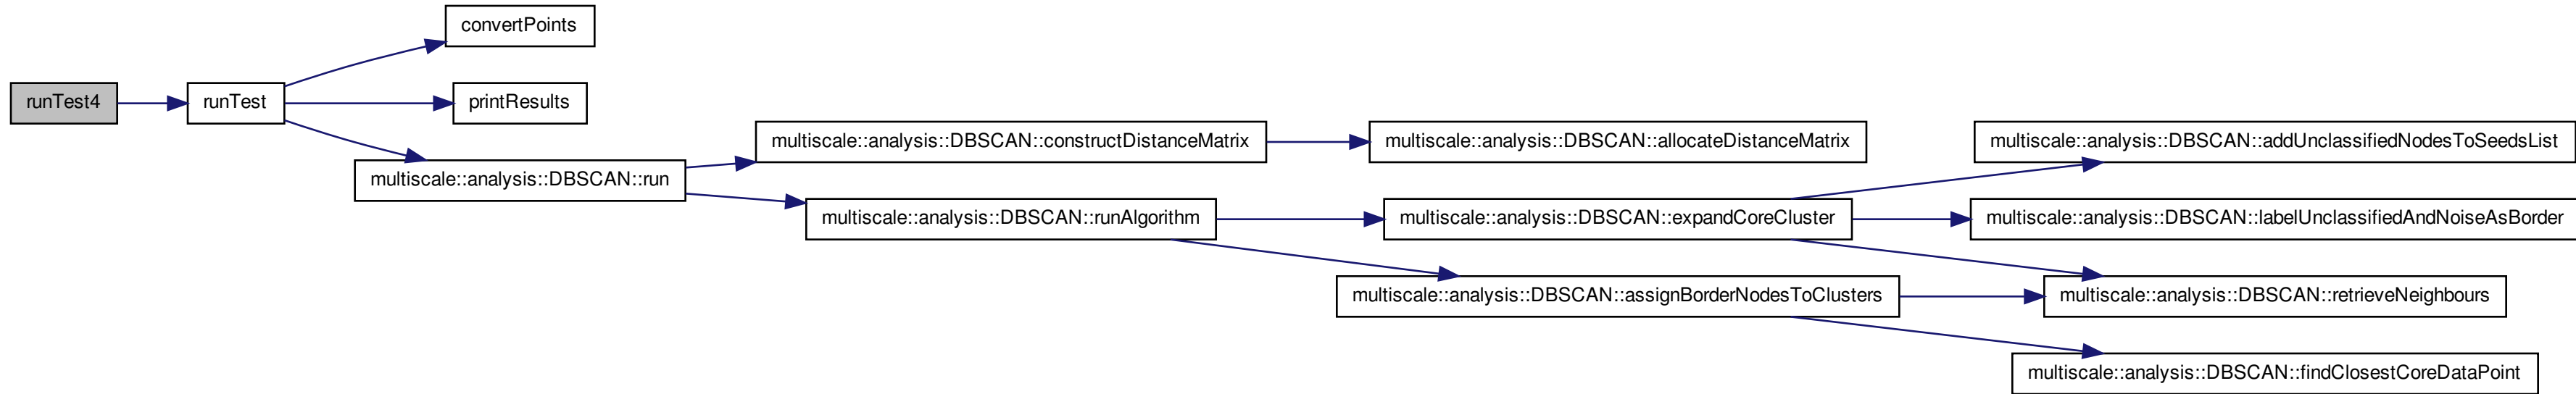 convertPoints
runTest4
runTest
printResults
multiscale::analysis::DBSCAN::run
multiscale::analysis::DBSCAN::constructDistanceMatrix
multiscale::analysis::DBSCAN::allocateDistanceMatrix
multiscale::analysis::DBSCAN::addUnclassifiedNodesToSeedsList
multiscale::analysis::DBSCAN::runAlgorithm
multiscale::analysis::DBSCAN::expandCoreCluster
multiscale::analysis::DBSCAN::labelUnclassifiedAndNoiseAsBorder
multiscale::analysis::DBSCAN::assignBorderNodesToClusters
multiscale::analysis::DBSCAN::retrieveNeighbours
multiscale::analysis::DBSCAN::findClosestCoreDataPoint